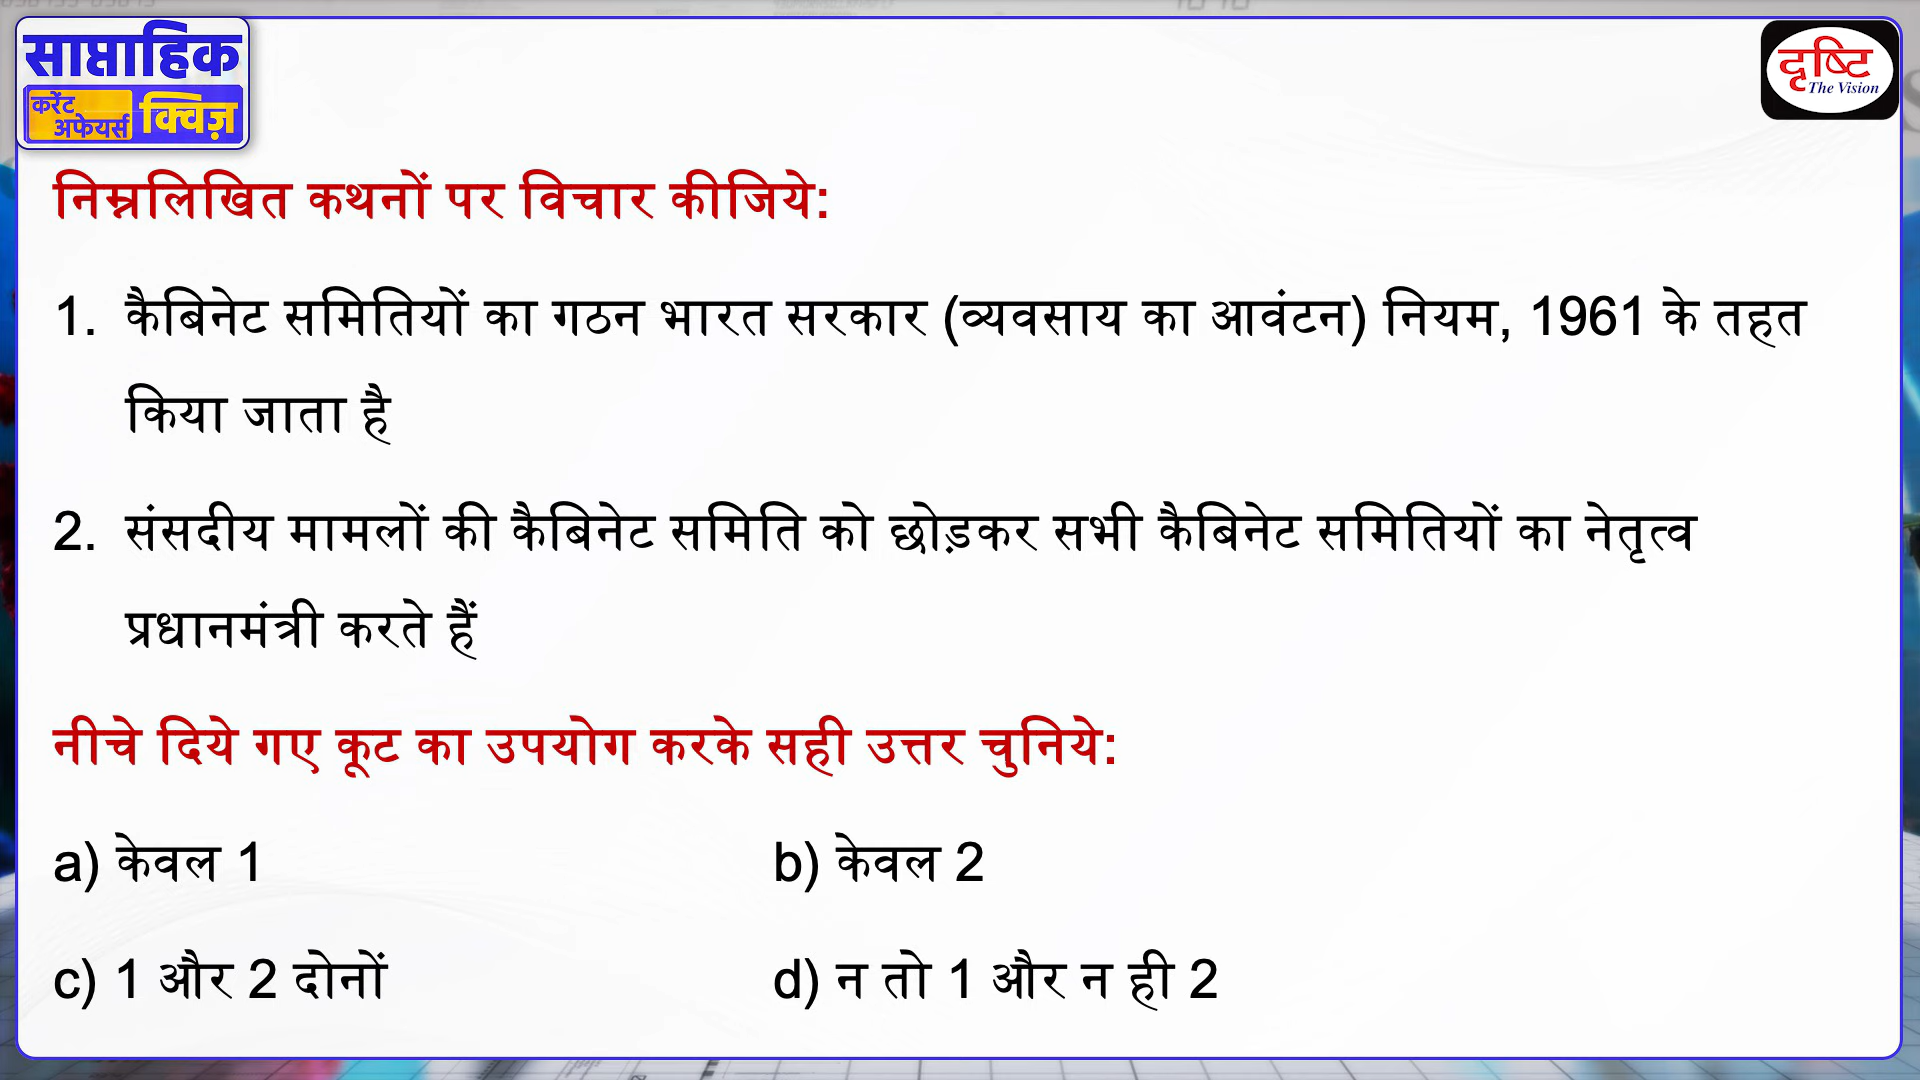 साप्ताहिक
करेंट
अफेयर्स क्विज़
दृष्टि
The Vision
निम्नलिखित कथनों पर विचार कीजिये:
1. कैबिनेट समितियों का गठन भारत सरकार (व्यवसाय का आवंटन) नियम, 1961 के तहत
किया जाता है
2. संसदीय मामलों की कैबिनेट समिति को छोड़कर सभी कैबिनेट समितियों का नेतृत्व
प्रधानमंत्री करते हैं
नीचे दिये गए कूट का उपयोग करके सही उत्तर चुनिये:
a) केवल 1 b) केवल 2
c) 1 और 2 दोनों d) न तो 1 और न ही 2